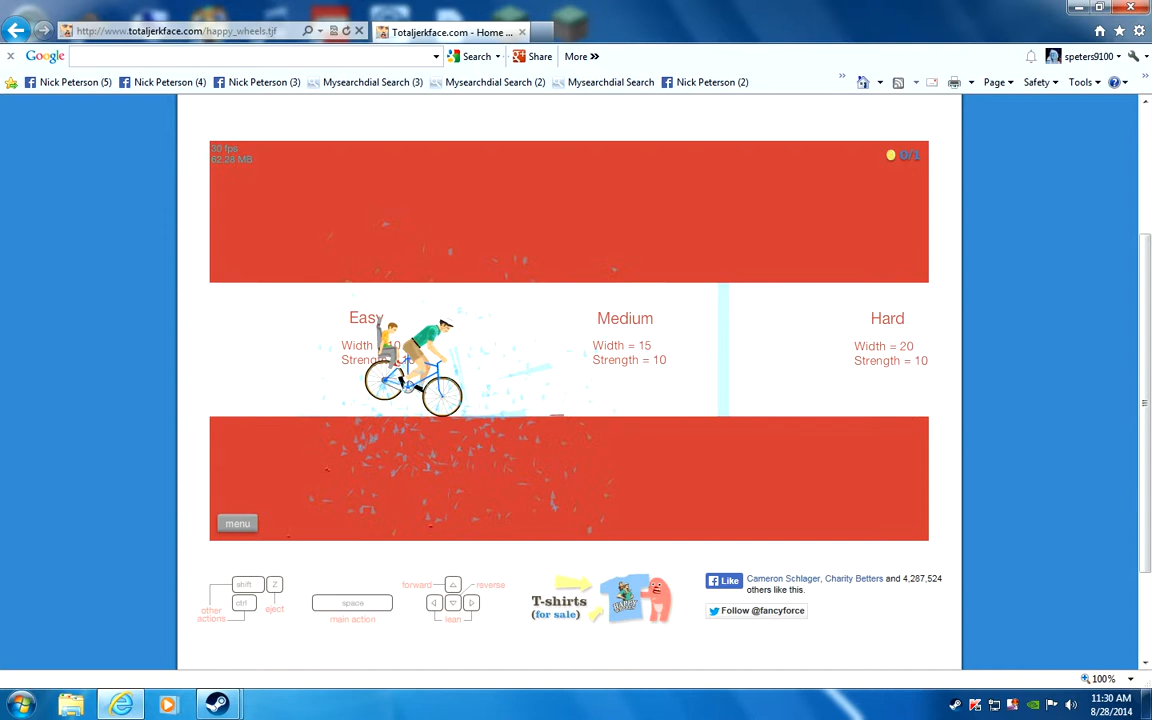 http://www.totaljerkface.com/happy_wheels.tjf
Totaljerkface.com - Home ...
Google
Search
Share
More »
speters9100
Nick Peterson (5)
Nick Peterson (4)
Nick Peterson (3)
Mysearchdial Search (3)
Mysearchdial Search (2)
Mysearchdial Search
Nick Peterson (2)
Page
Safety
Tools
30 fps
62.28 MB
0/1
Easy
Medium
Hard
Width = 10
Width = 15
Width = 20
Strength
Strength = 10
Strength = 10
menu
shift
Z
ctrl
other actions
eject
space
main action
forward
reverse
lean
T-shirts
(for sale)
HAPPY
Like
Cameron Schlager, Charity Betters and 4,287,524
others like this.
Follow @fancyforce
100%
11:30 AM
8/28/2014